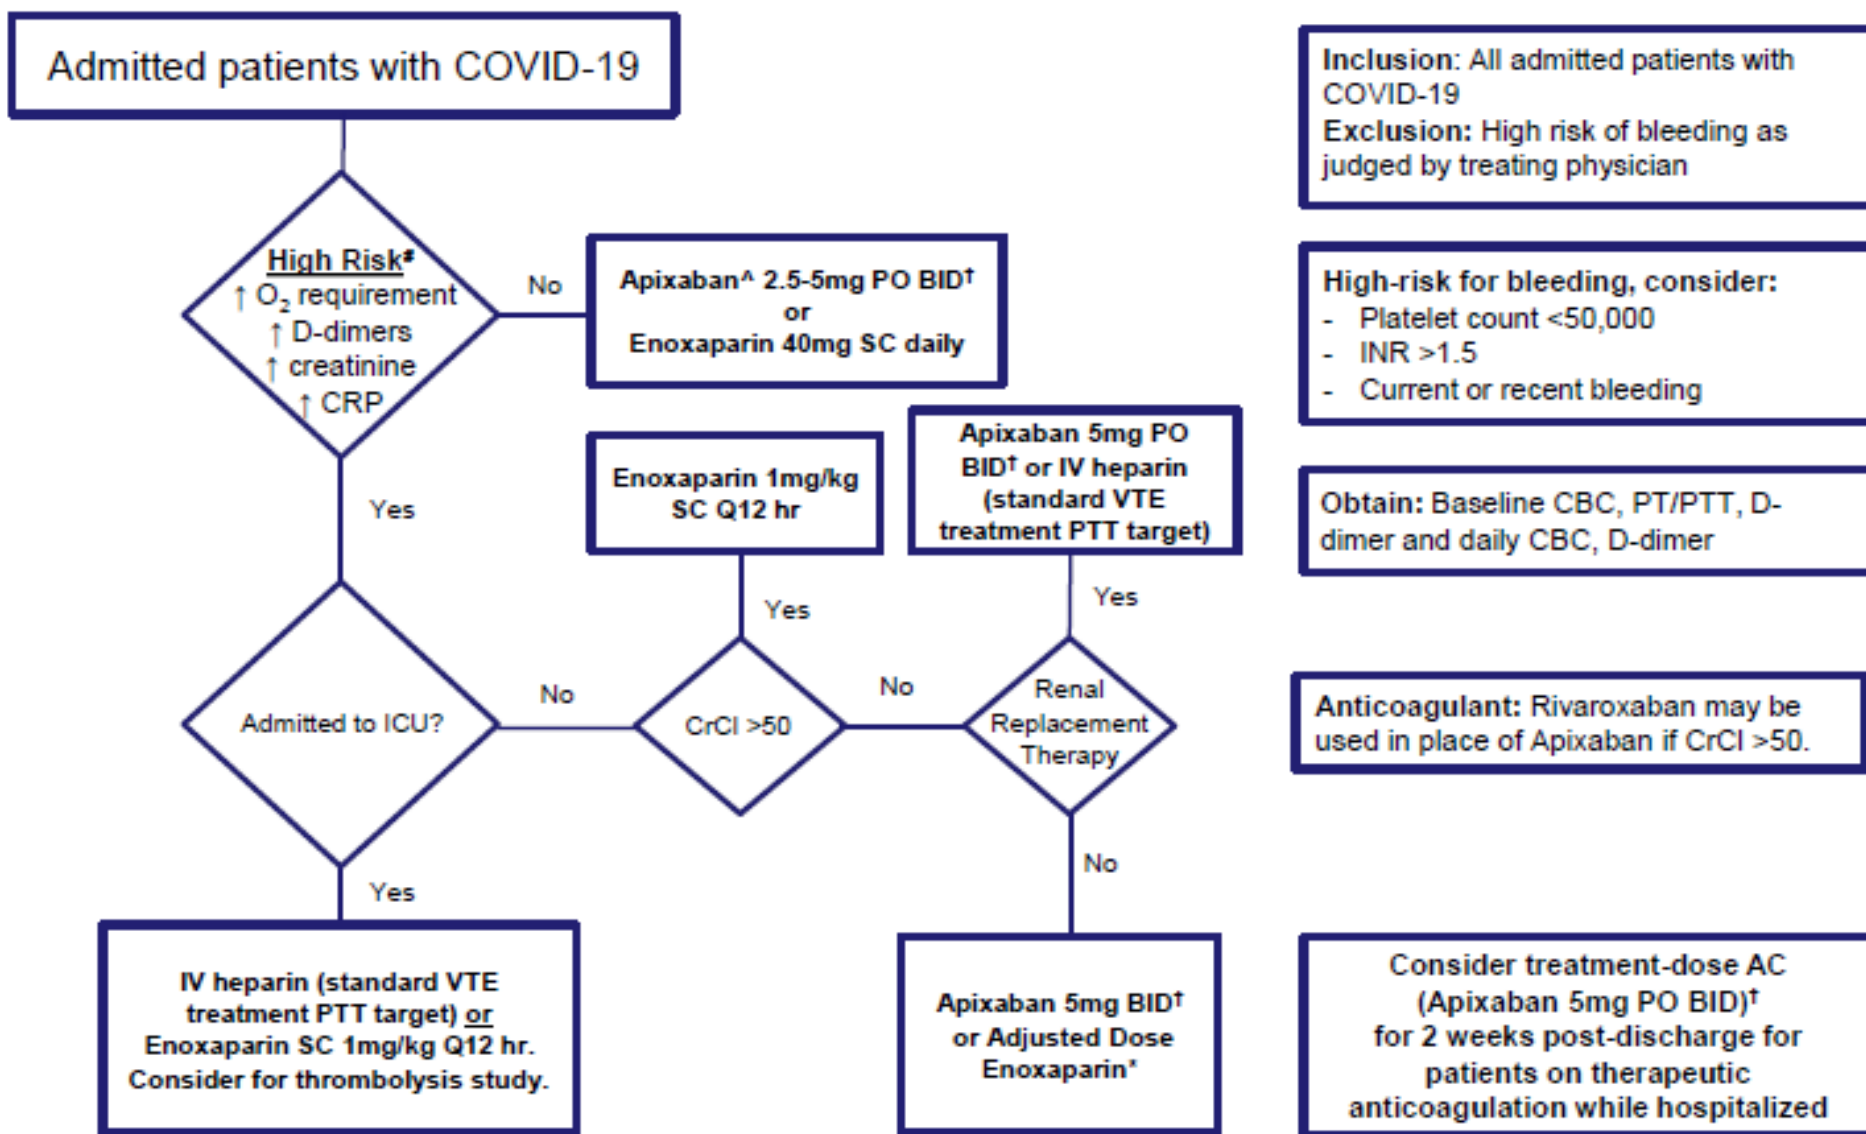 Admitted patients with COVID-19
High Risk#
↑ O₂ requirement
↑ D-dimers
↑ creatinine
↑ CRP
No
Apixaban^ 2.5-5mg PO BID†
or
Enoxaparin 40mg SC daily
Yes
Admitted to ICU?
No
CrCl >50
Yes
Enoxaparin 1mg/kg
SC Q12 hr
No
Renal
Replacement
Therapy
Yes
Apixaban 5mg PO
BID† or IV heparin
(standard VTE
treatment PTT target)
No
Apixaban 5mg BID†
or Adjusted Dose
Enoxaparin*
Yes
IV heparin (standard VTE
treatment PTT target) or
Enoxaparin SC 1mg/kg Q12 hr.
Consider for thrombolysis study.
Inclusion: All admitted patients with
COVID-19
Exclusion: High risk of bleeding as
judged by treating physician
High-risk for bleeding, consider:
- Platelet count <50,000
- INR >1.5
- Current or recent bleeding
Obtain: Baseline CBC, PT/PTT, D-
dimer and daily CBC, D-dimer
Anticoagulant: Rivaroxaban may be
used in place of Apixaban if CrCl >50.
Consider treatment-dose AC
(Apixaban 5mg PO BID)†
for 2 weeks post-discharge for
patients on therapeutic
anticoagulation while hospitalized